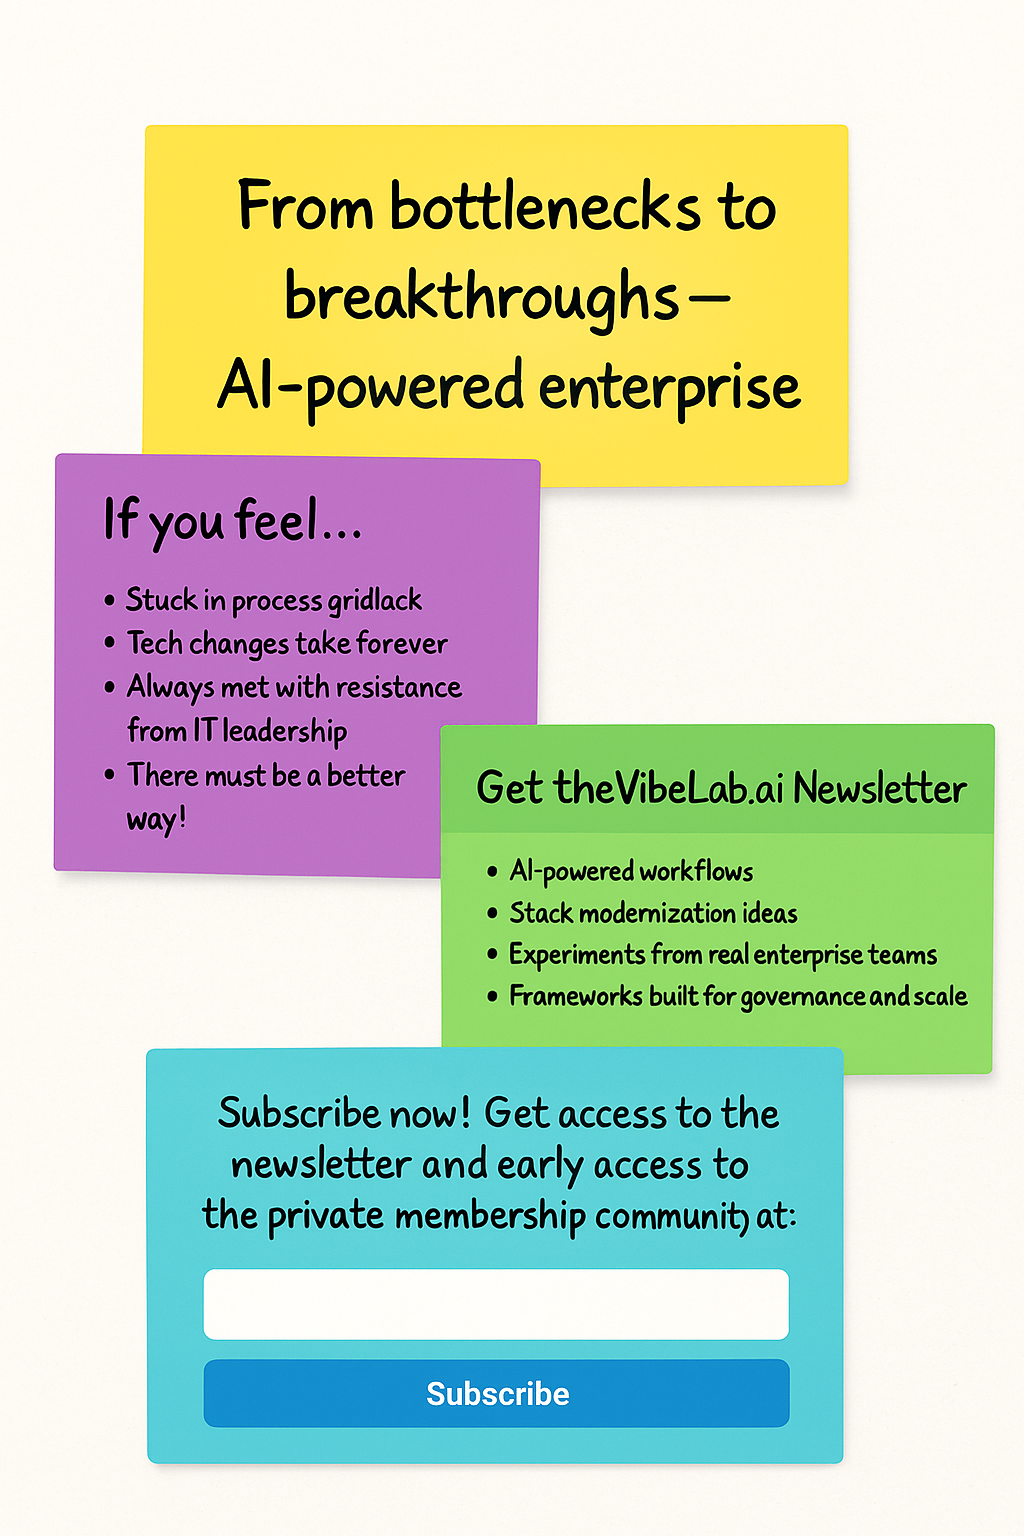 From bottlenecks to
breakthroughs—
AI-powered enterprise
If you feel...
• Stuck in process gridlack
• Tech changes take forever
• Always met with resistance
from IT leadership
• There must be a better
way!
Get theVibeLab.ai Newsletter
• AI-powered workflows
• Stack modernization ideas
• Experiments from real enterprise teams
• Frameworks built for governance and scale
Subscribe now! Get access to the
newsletter and early access to
the private membership community at:
Subscribe